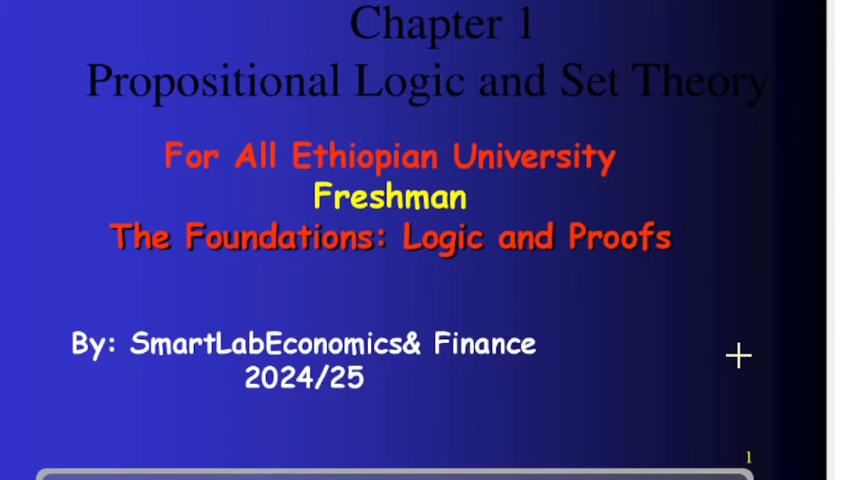 Chapter 1
Propositional Logic and Set Theory
For All Ethiopian University
Freshman
The Foundations: Logic and Proofs
By: SmartLabEconomics& Finance
2024/25
1